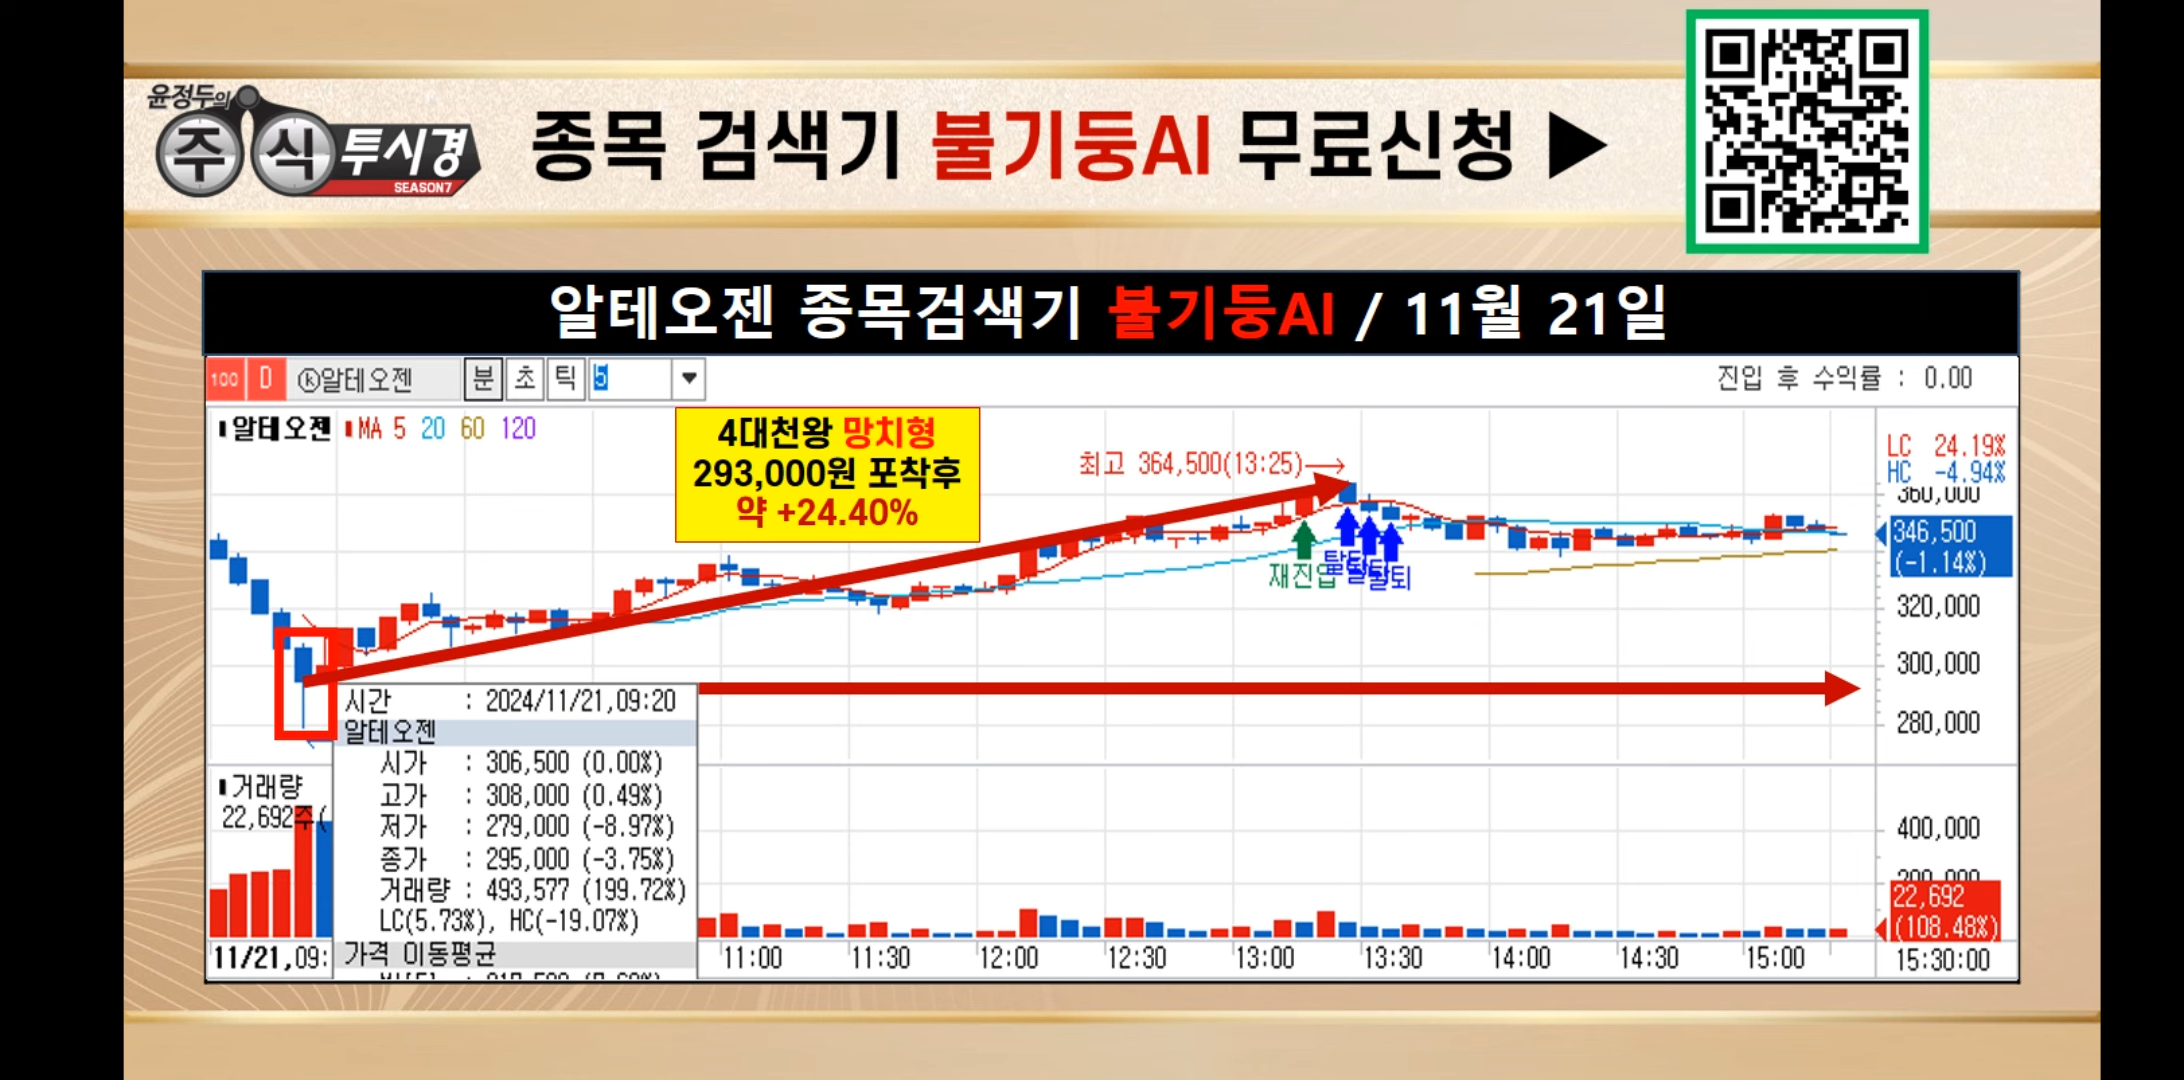 윤정두의
주식투시경
SEASON7
종목 검색기 불기둥AI 무료신청 ▶
알테오젠 종목검색기 불기둥AI / 11월 21일
100 D ⓚ알테오젠 분 초 틱 5 ▼
진입 후 수익률 : 0.00
알테오젠 MA 5 20 60 120
4대천왕 망치형
293,000원 포착후
약 +24.40%
최고 364,500(13:25)→
LC 24.19%
HC -4.94%
360,000
346,500
(-1.14%)
재진입
탈퇴
320,000
300,000
280,000
시간 : 2024/11/21,09:20
알테오젠
시가 : 306,500 (0.00%)
고가 : 308,000 (0.49%)
저가 : 279,000 (-8.97%)
종가 : 295,000 (-3.75%)
거래량 : 493,577 (199.72%)
LC(5.73%), HC(-19.07%)
가격 이동평균
거래량
22,692주(
400,000
200,000
22,692
(108.48%)
11/21,09: 11:00 11:30 12:00 12:30 13:00 13:30 14:00 14:30 15:00 15:30:00